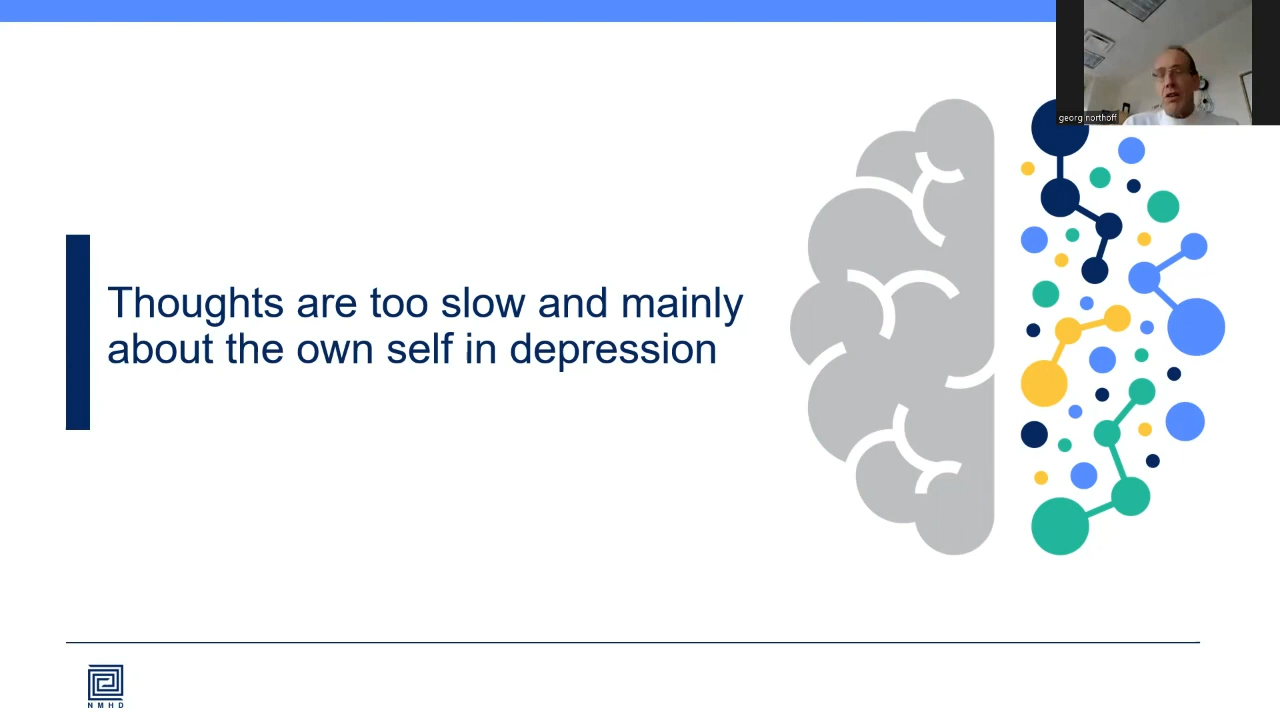 georg northoff
Thoughts are too slow and mainly
about the own self in depression
NMHD